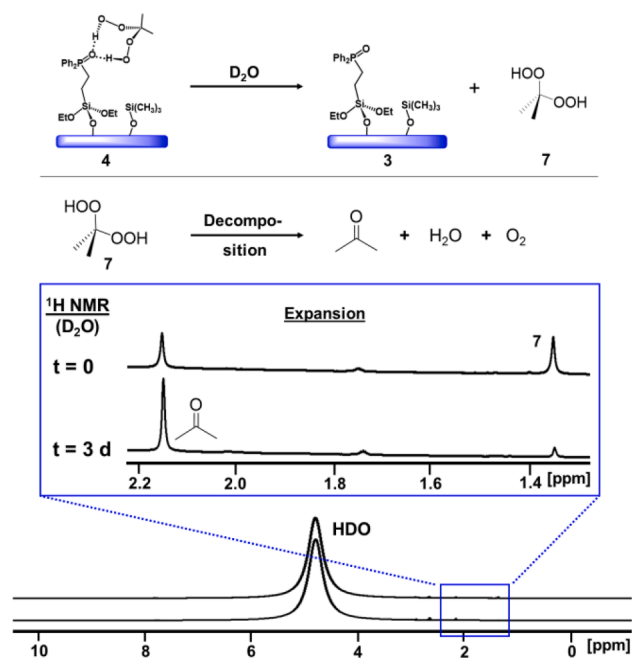 O O H O O H O
Ph₂P O
Si
EtO OEt Si(CH₃)₃
O O
4
D₂O
Ph₂P O
Si
EtO OEt Si(CH₃)₃
O O
3
+
HOO
OOH
7
HOO
OOH
7
Decompo-
sition
O
+ H₂O + O₂
¹H NMR
(D₂O)
Expansion
t = 0
7
O
t = 3 d
2.2 2.0 1.8 1.6 1.4 [ppm]
HDO
10 8 6 4 2 0 [ppm]